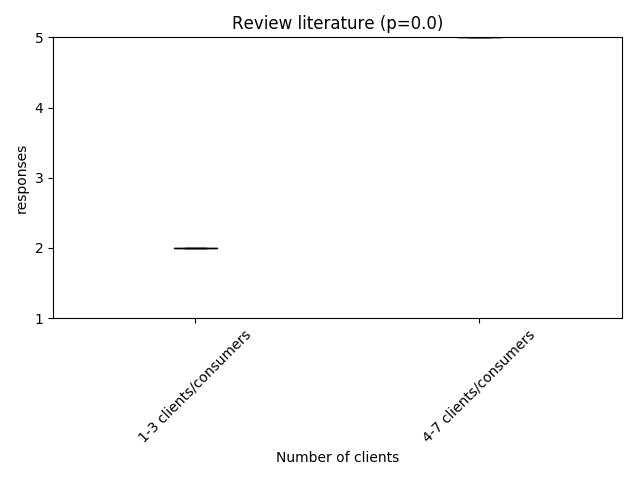 Review literature (p=0.0)
5
4
3
2
1
responses
1-3 clients/consumers
4-7 clients/consumers
Number of clients